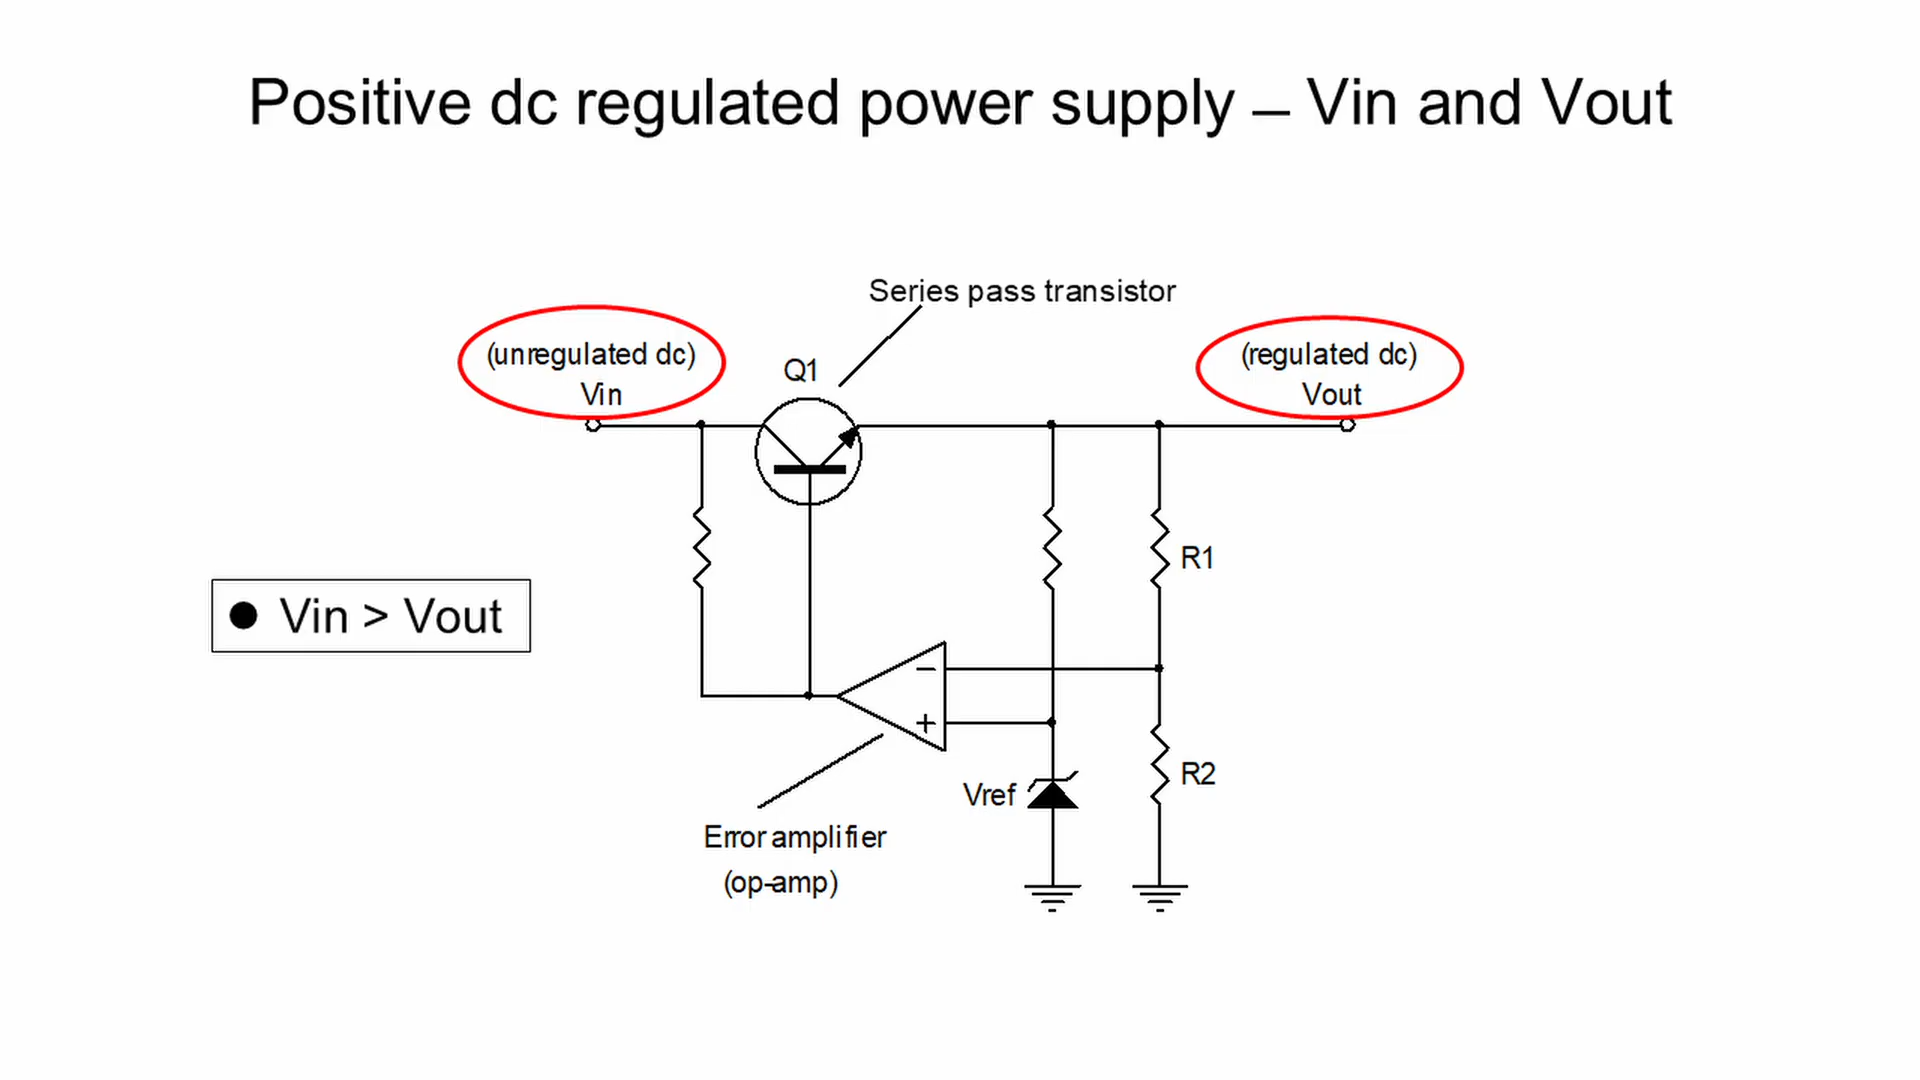 Positive dc regulated power supply – Vin and Vout
Series pass transistor
(unregulated dc)
Vin
Q1
(regulated dc)
Vout
R1
● Vin > Vout
−
+
R2
Vref
Error amplifier
(op-amp)